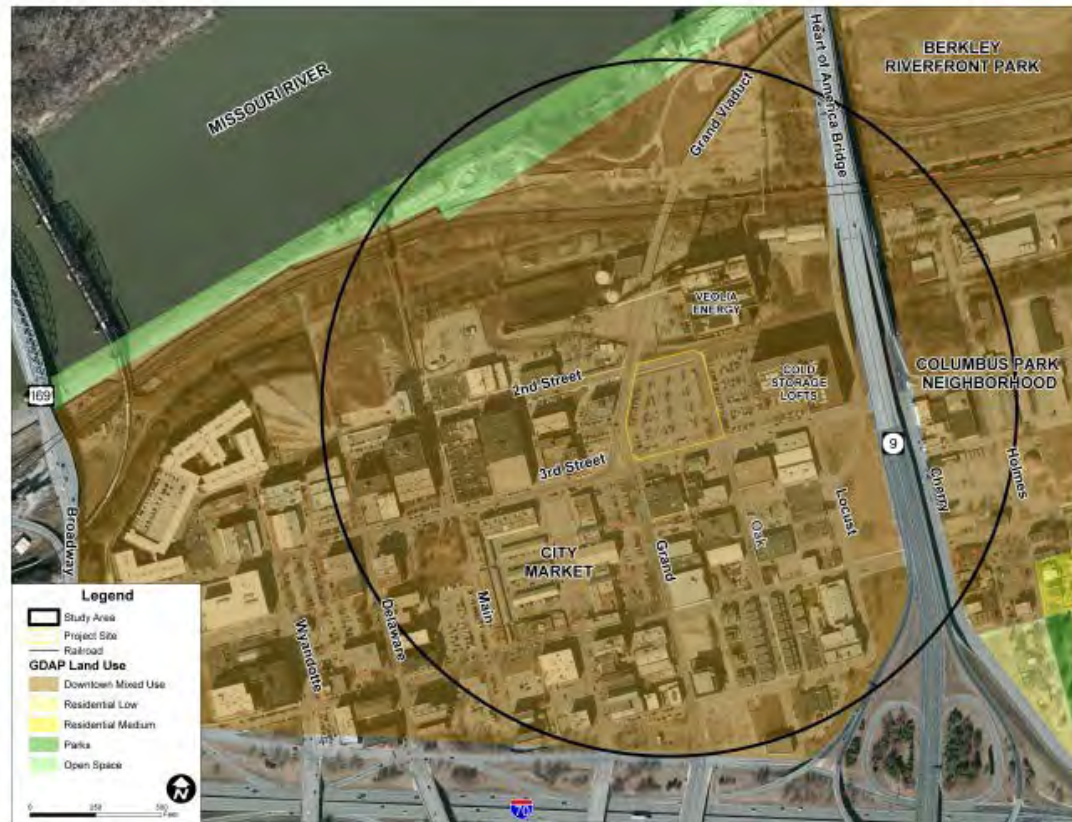 MISSOURI RIVER
Heart of America Bridge
BERKLEY
RIVERFRONT PARK
Grand Viaduct
VEOLIA
ENERGY
2nd Street
COLD
STORAGE
LOFTS
COLUMBUS PARK
NEIGHBORHOOD
169
9
3rd Street
Holmes
Cherry
Locust
Broadway
Oak
Grand
CITY
MARKET
Main
Delaware
Wyandotte
Legend
Study Area
Project Site
Railroad
GDAP Land Use
Downtown Mixed Use
Residential Low
Residential Medium
Parks
Open Space
N
0
70